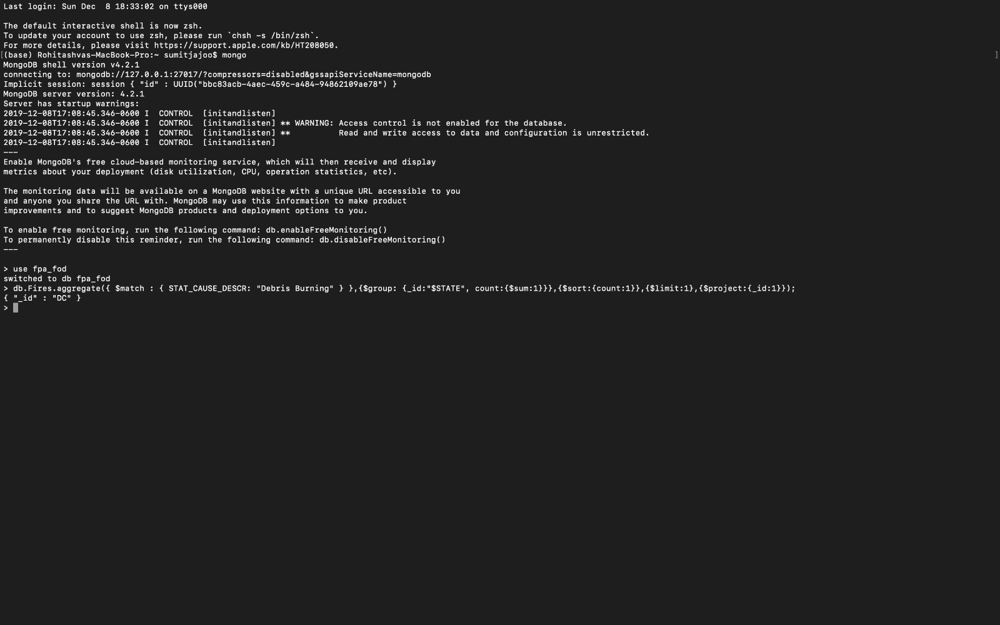 Last login: Sun Dec  8 18:33:02 on ttys000
The default interactive shell is now zsh.
To update your account to use zsh, please run `chsh -s /bin/zsh`.
For more details, please visit https://support.apple.com/kb/HT208050.
[(base) Rohitashvas-MacBook-Pro:~ sumitjajoo$ mongo ]
MongoDB shell version v4.2.1
connecting to: mongodb://127.0.0.1:27017/?compressors=disabled&gssapiServiceName=mongodb
Implicit session: session { "id" : UUID("bbc83acb-4aec-459c-a484-94862109ae78") }
MongoDB server version: 4.2.1
Server has startup warnings:
2019-12-08T17:08:45.346-0600 I  CONTROL  [initandlisten]
2019-12-08T17:08:45.346-0600 I  CONTROL  [initandlisten] ** WARNING: Access control is not enabled for the database.
2019-12-08T17:08:45.346-0600 I  CONTROL  [initandlisten] **          Read and write access to data and configuration is unrestricted.
2019-12-08T17:08:45.346-0600 I  CONTROL  [initandlisten]
---
Enable MongoDB's free cloud-based monitoring service, which will then receive and display
metrics about your deployment (disk utilization, CPU, operation statistics, etc).
The monitoring data will be available on a MongoDB website with a unique URL accessible to you
and anyone you share the URL with. MongoDB may use this information to make product
improvements and to suggest MongoDB products and deployment options to you.
To enable free monitoring, run the following command: db.enableFreeMonitoring()
To permanently disable this reminder, run the following command: db.disableFreeMonitoring()
---
> use fpa_fod
switched to db fpa_fod
> db.Fires.aggregate({ $match : { STAT_CAUSE_DESCR: "Debris Burning" } },{$group: {_id:"$STATE", count:{$sum:1}}},{$sort:{count:1}},{$limit:1},{$project:{_id:1}});
{ "_id" : "DC" }
>